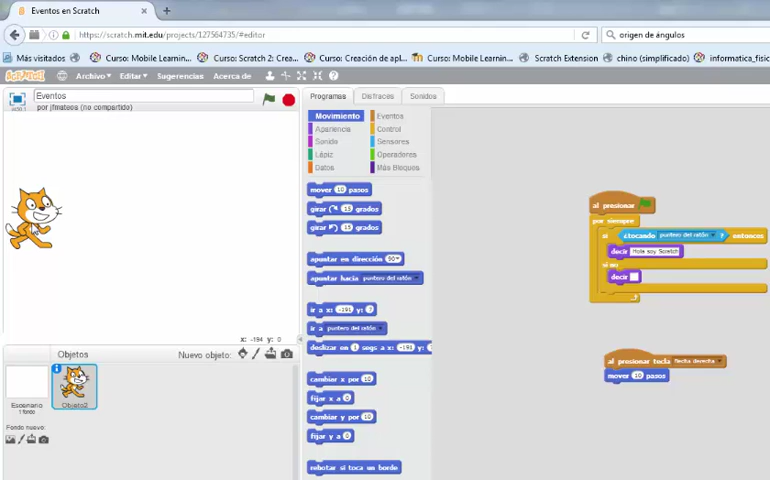 Eventos en Scratch
https://scratch.mit.edu/projects/127564735/#editor
origen de ángulos
Más visitados
Curso: Mobile Learnin...
Curso: Scratch 2: Crea...
Curso: Creación de apl...
Curso: Mobile Learnin...
Scratch Extension
chino (simplificado)
informatica_fisic
SCRATCH
Archivo
Editar
Sugerencias
Acerca de
Eventos
por jfmateos (no compartido)
Programas
Disfraces
Sonidos
Movimiento
Eventos
Apariencia
Control
Sonido
Sensores
Lápiz
Operadores
Datos
Más Bloques
mover 10 pasos
girar 15 grados
girar 15 grados
apuntar en dirección 90
apuntar hacia puntero del ratón
ir a x: -191 y: 7
ir a puntero del ratón
deslizar en 1 segs a x: -191 y:
cambiar x por 10
fijar x a 0
cambiar y por 10
fijar y a 0
rebotar si toca un borde
al presionar
por siempre
si ¿tocando puntero del ratón ? entonces
decir Hola soy Scratch
si no
decir
al presionar tecla flecha derecha
mover 10 pasos
x: -194 y: 0
Objetos
Nuevo objeto:
Escenario
1 fondo
Fondo nuevo:
Objeto2